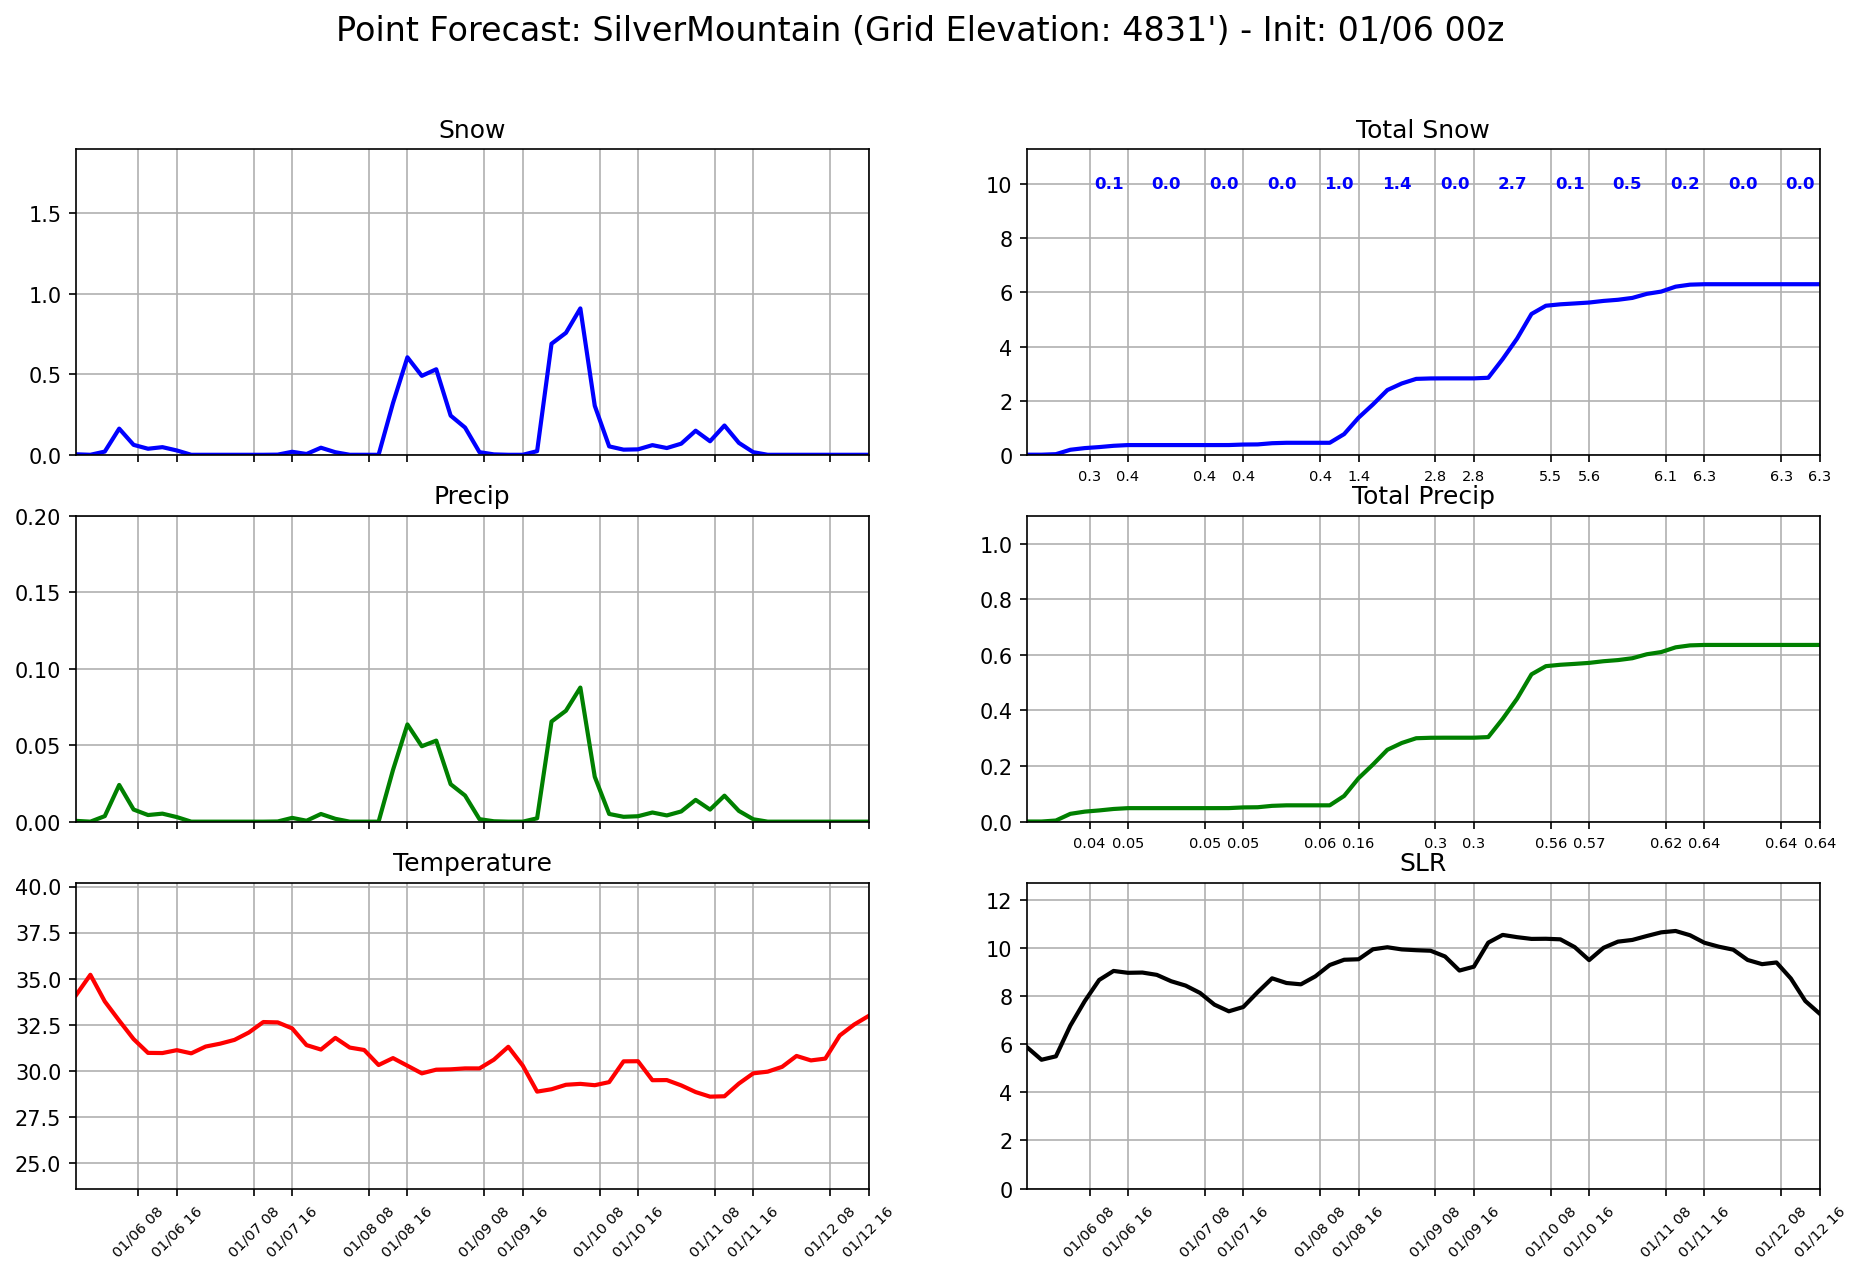 Point Forecast: SilverMountain (Grid Elevation: 4831') - Init: 01/06 00z
Snow
1.5
1.0
0.5
0.0
Total Snow
10
8
6
4
2
0
0.1 0.0 0.0 0.0 1.0 1.4 0.0 2.7 0.1 0.5 0.2 0.0 0.0
0.3 0.4 0.4 0.4 0.4 1.4 2.8 2.8 5.5 5.6 6.1 6.3 6.3 6.3
Precip
0.20
0.15
0.10
0.05
0.00
Total Precip
1.0
0.8
0.6
0.4
0.2
0.0
0.04 0.05 0.05 0.05 0.06 0.16 0.3 0.3 0.56 0.57 0.62 0.64 0.64 0.64
Temperature
40.0
37.5
35.0
32.5
30.0
27.5
25.0
01/06 08 01/06 16 01/07 08 01/07 16 01/08 08 01/08 16 01/09 08 01/09 16 01/10 08 01/10 16 01/11 08 01/11 16 01/12 08 01/12 16
SLR
12
10
8
6
4
2
0
01/06 08 01/06 16 01/07 08 01/07 16 01/08 08 01/08 16 01/09 08 01/09 16 01/10 08 01/10 16 01/11 08 01/11 16 01/12 08 01/12 16